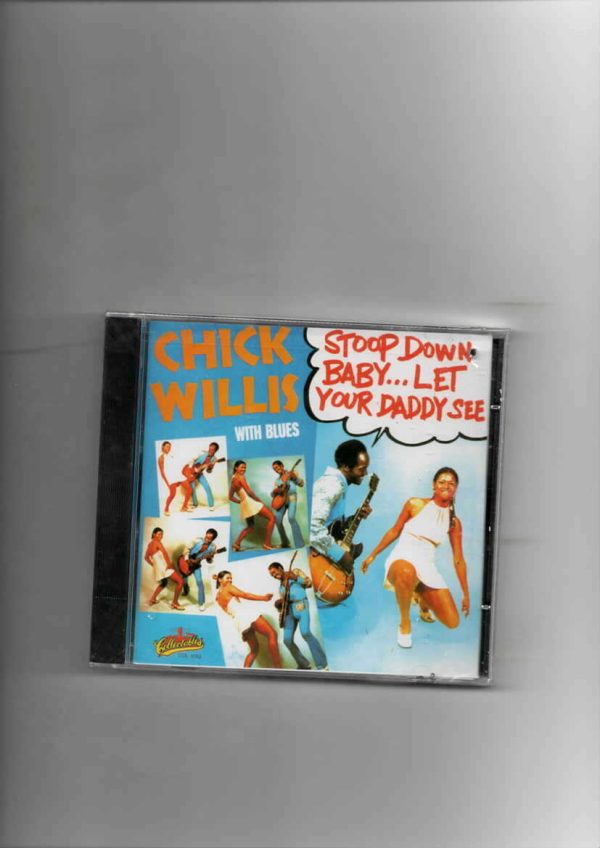 CHICK
WILLIS
WITH BLUES
STOOP DOWN
BABY... LET
YOUR DADDY SEE
Collectables